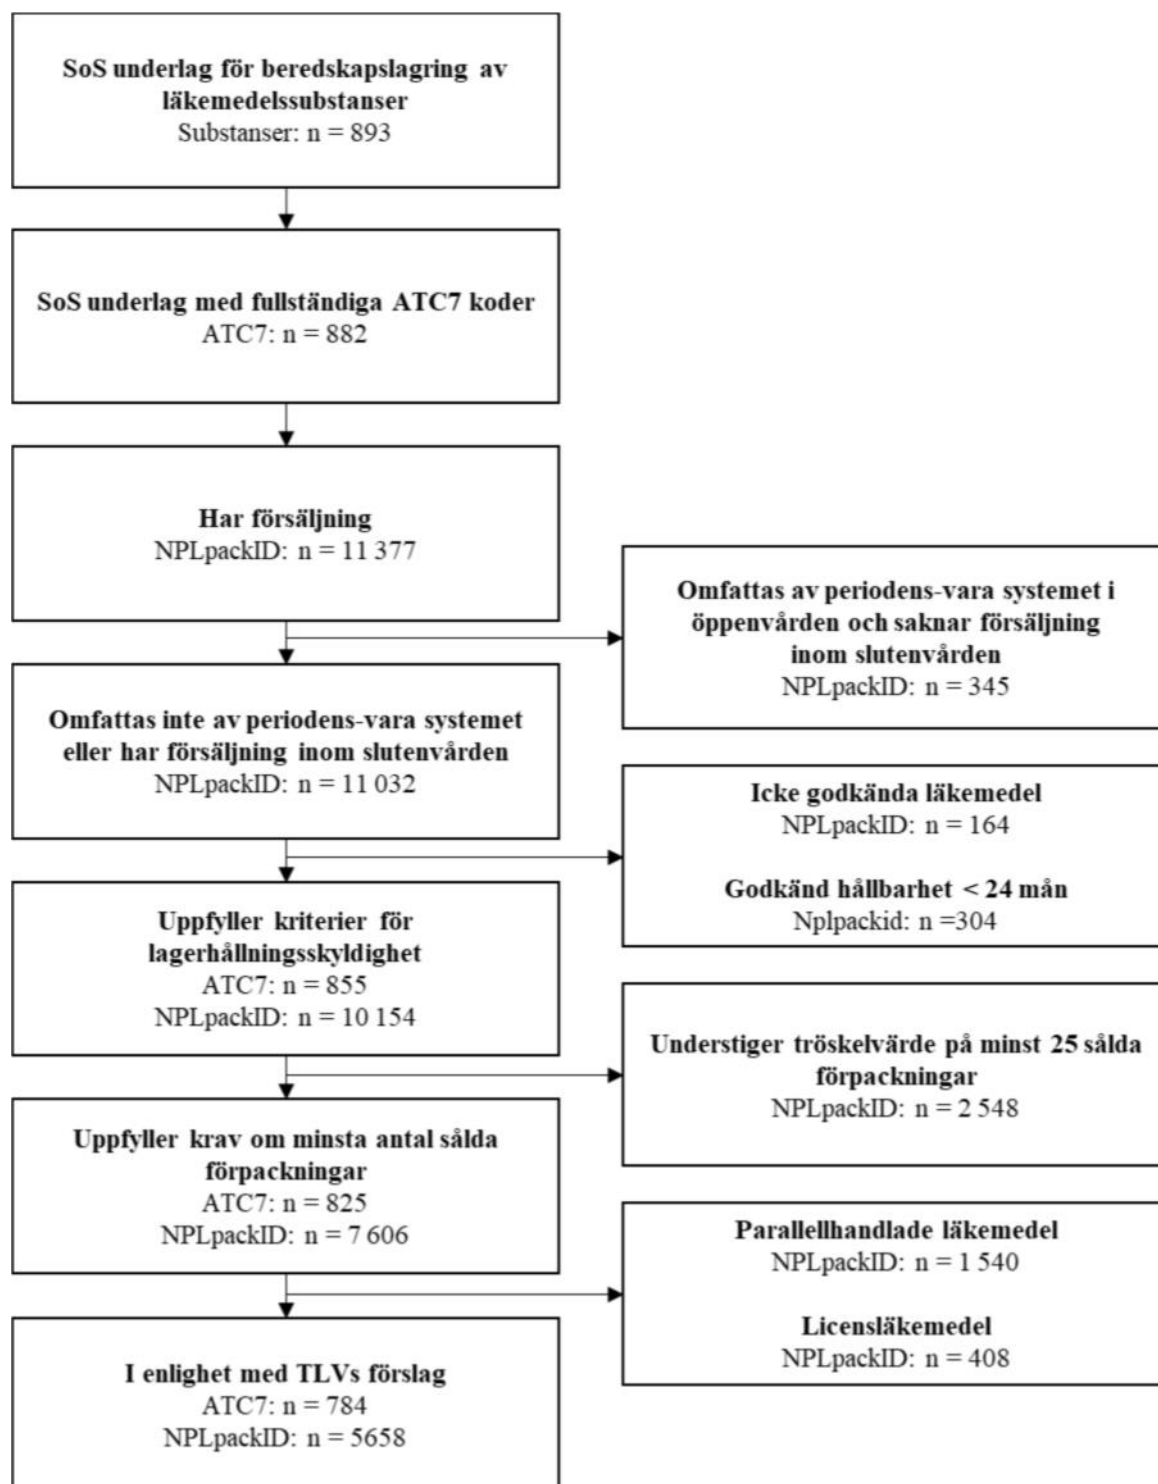 SoS underlag för beredskapslagring av
läkemedelssubstanser
Substanser: n = 893
SoS underlag med fullständiga ATC7 koder
ATC7: n = 882
Har försäljning
NPLpackID: n = 11 377
Omfattas av periodens-vara systemet i
öppenvården och saknar försäljning
inom slutenvården
NPLpackID: n = 345
Omfattas inte av periodens-vara systemet
eller har försäljning inom slutenvården
NPLpackID: n = 11 032
Icke godkända läkemedel
NPLpackID: n = 164
Godkänd hållbarhet < 24 mån
Nplpackid: n =304
Uppfyller kriterier för
lagerhållningsskyldighet
ATC7: n = 855
NPLpackID: n = 10 154
Understiger tröskelvärde på minst 25 sålda
förpackningar
NPLpackID: n = 2 548
Uppfyller krav om minsta antal sålda
förpackningar
ATC7: n = 825
NPLpackID: n = 7 606
Parallellhandlade läkemedel
NPLpackID: n = 1 540
Licensläkemedel
NPLpackID: n = 408
I enlighet med TLVs förslag
ATC7: n = 784
NPLpackID: n = 5658